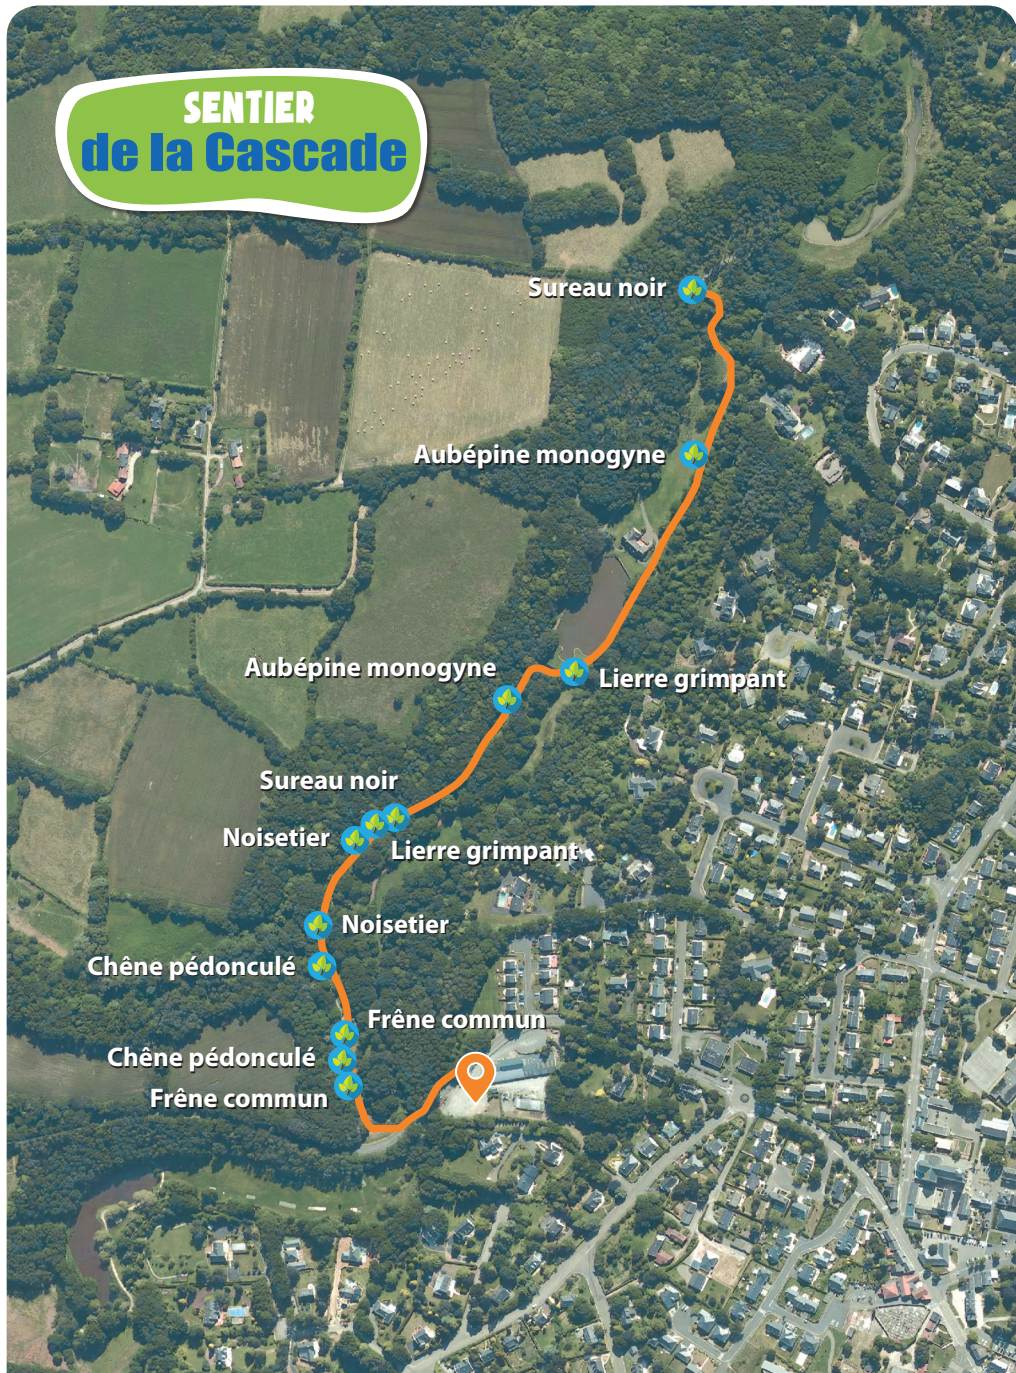 SENTIER
de la Cascade
Sureau noir
Aubépine monogyne
Aubépine monogyne
Lierre grimpant
Sureau noir
Noisetier
Lierre grimpant
Noisetier
Chêne pédonculé
Frêne commun
Chêne pédonculé
Frêne commun